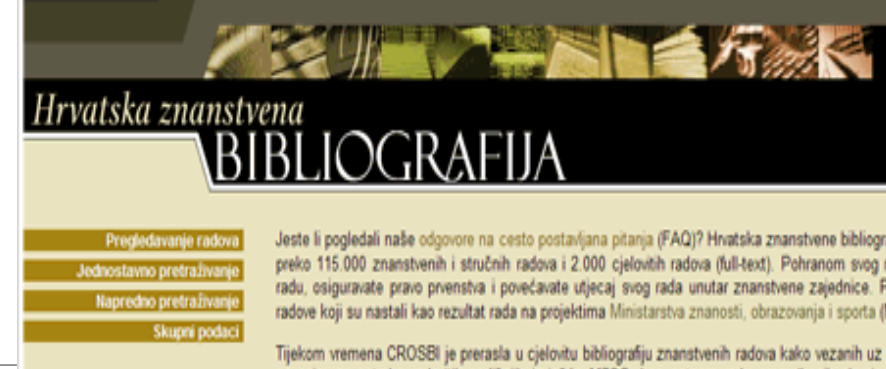 Hrvatska znanstvena
BIBLIOGRAFIJA
Pregledavanje radova
Jednostavno pretraživanje
Napredno pretraživanje
Skupni podaci
Jeste li pogledali naše odgovore na cesto postavljana pitanja (FAQ)? Hrvatska znanstvene bibliogr
preko 115.000 znanstvenih i stručnih radova i 2.000 cjelovitih radova (full-text). Pohranom svog
radu, osiguravate pravo prvenstva i povećavate utjecaj svog rada unutar znanstvene zajednice.
radove koji su nastali kao rezultat rada na projektima Ministarstva znanosti, obrazovanja i sporta
Tijekom vremena CROSBI je prerasla u cjelovitu bibliografiju znanstvenih radova kako vezanih uz